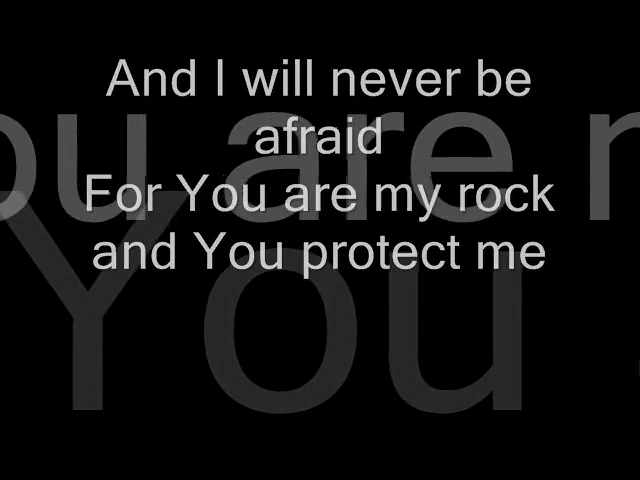 And I will never be
afraid
For You are my rock
and You protect me
ou are
You